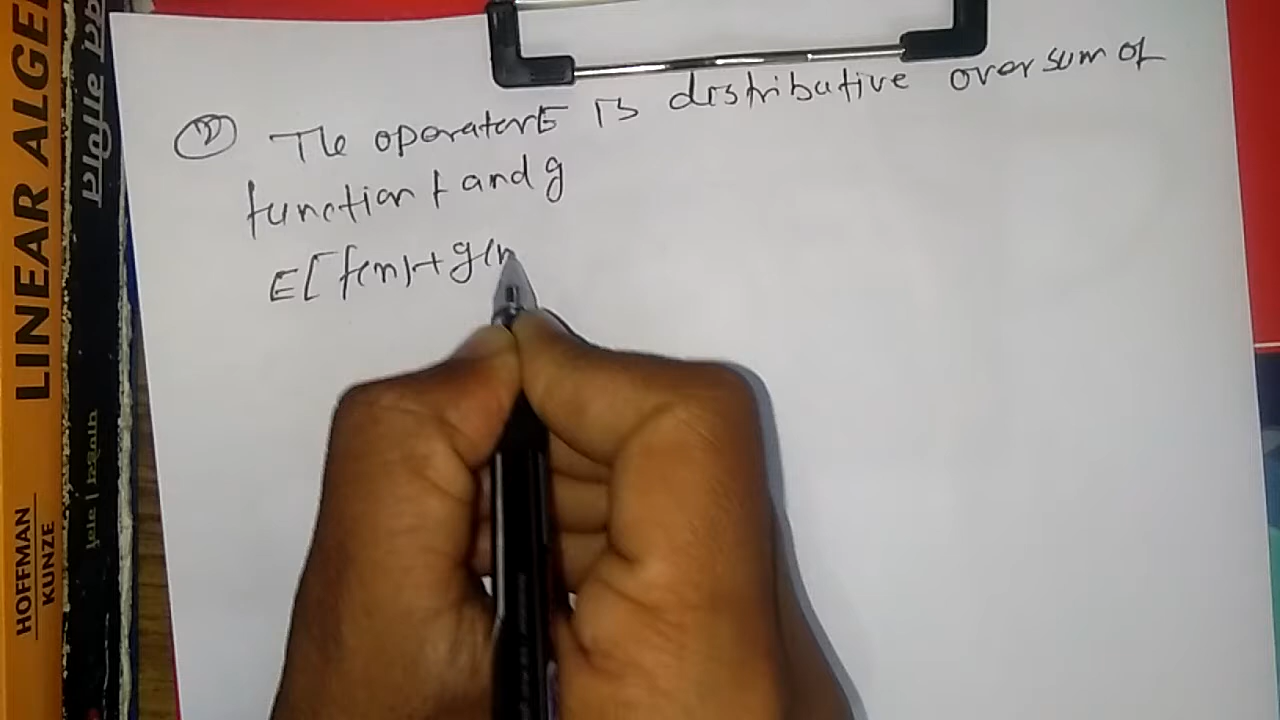 LINEAR ALGE
HOFFMAN
KUNZE
The operator E is distributive over sum of
function f and g
E[f(n)+g(n